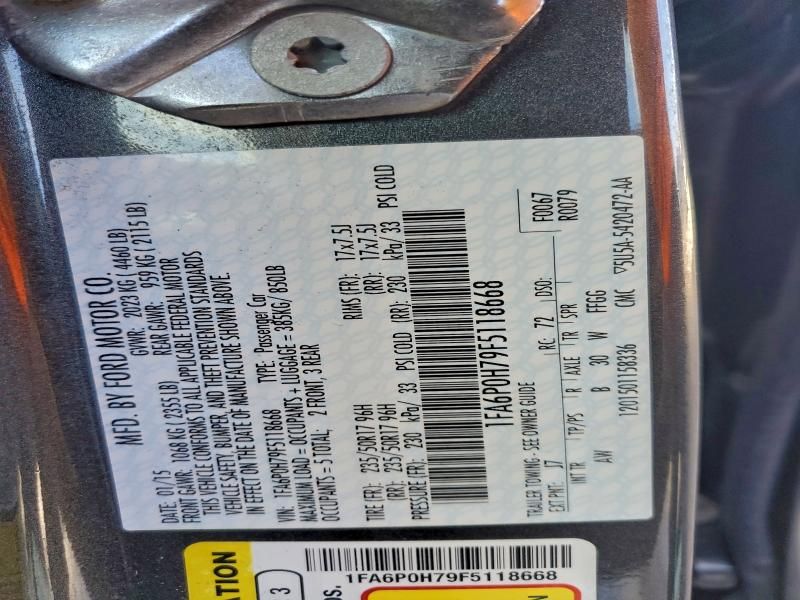 MFD. BY FORD MOTOR CO.
DATE: 01/15 GVWR: 2023 KG ( 4460 LB)
FRONT GAWR: 1068 KG ( 2355 LB) REAR GAWR: 959 KG ( 2115 LB)
THIS VEHICLE CONFORMS TO ALL APPLICABLE FEDERAL MOTOR
VEHICLE SAFETY, BUMPER, AND THEFT PREVENTION STANDARDS
IN EFFECT ON THE DATE OF MANUFACTURE SHOWN ABOVE.
VIN: 1FA6P0H79F5118668 TYPE: Passenger Car
MAXIMUM LOAD = OCCUPANTS + LUGGAGE = 385KG/ 850LB
OCCUPANTS = 5 TOTAL; 2 FRONT, 3 REAR
TIRE (FR): 235/50R17 96H RIMS (FR): 17x7.5J
(RR): 235/50R17 96H (RR): 17x7.5J
PRESSURE (FR): 230 kPa/ 33 PSI COLD (RR): 230 kPa/ 33 PSI COLD
1FA6P0H79F5118668
TRAILER TOWING - SEE OWNER GUIDE
F0067
EXT PNT: J7 RC: 72 DSO: R0079
INT TR TP/PS R AXLE TR SPR
AW B 30 W FFGG
1201501158336 CMC ▽5U5A-5420472-AA
1FA6P0H79F5118668
3